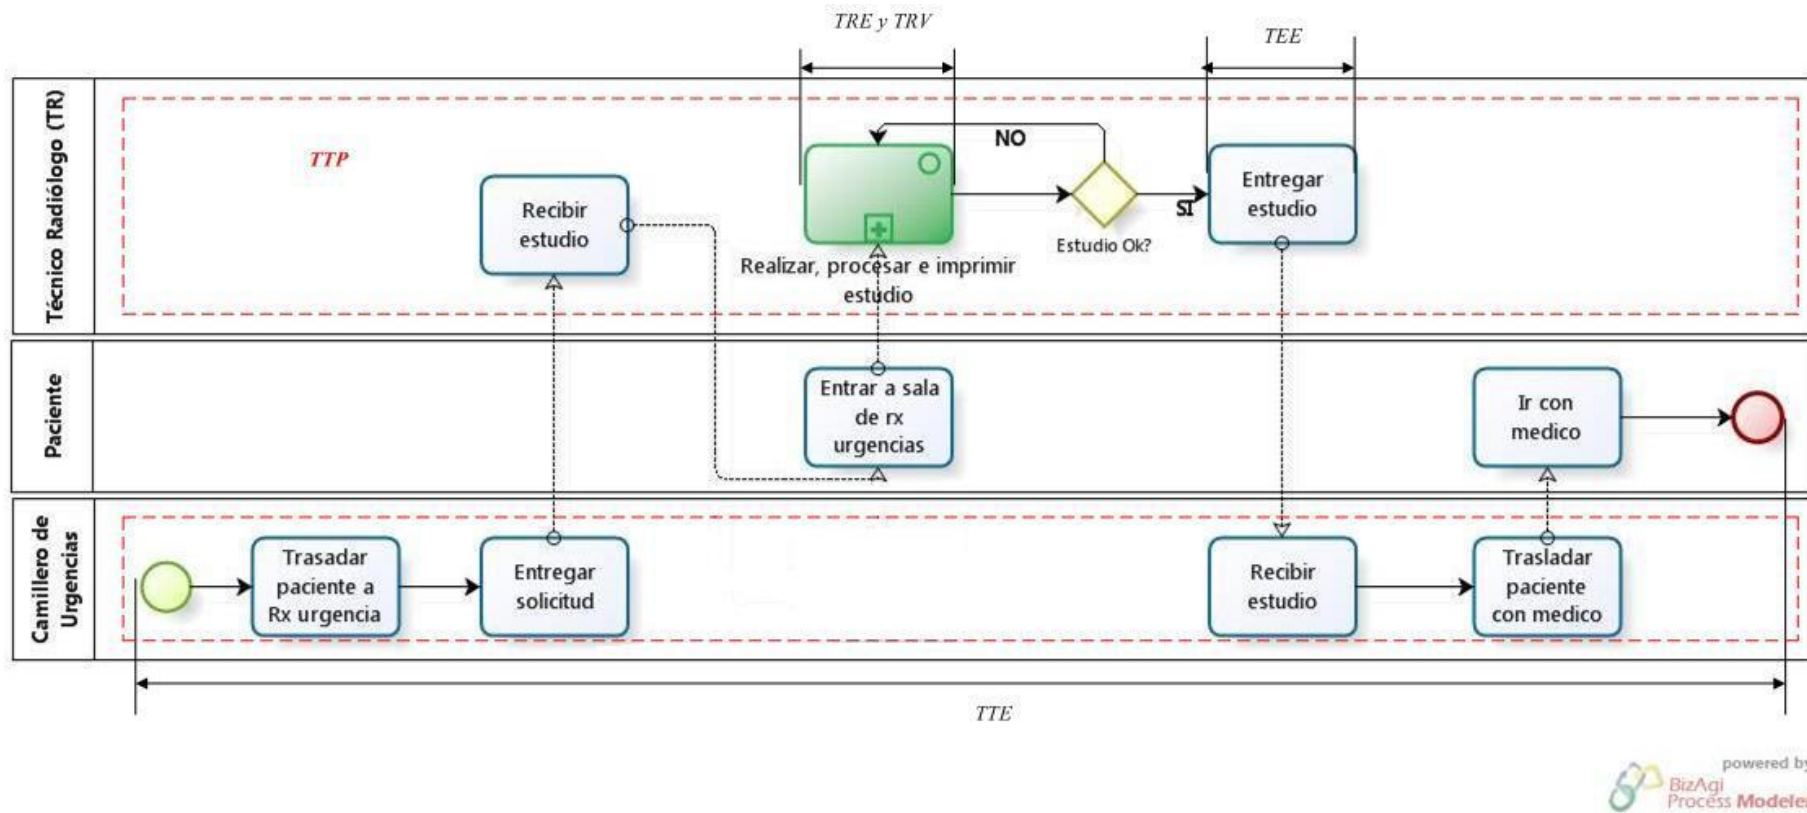 TRE y TRV
TEE
Técnico Radiólogo (TR)
TTP
Recibir
estudio
NO
Realizar, procesar e imprimir
estudio
Estudio Ok?
SI
Entregar
estudio
Paciente
Entrar a sala
de rx
urgencias
Ir con
medico
Camillero de
Urgencias
Trasadar
paciente a
Rx urgencia
Entregar
solicitud
Recibir
estudio
Trasladar
paciente
con medico
TTE
powered by
BizAgi
Process Modeler